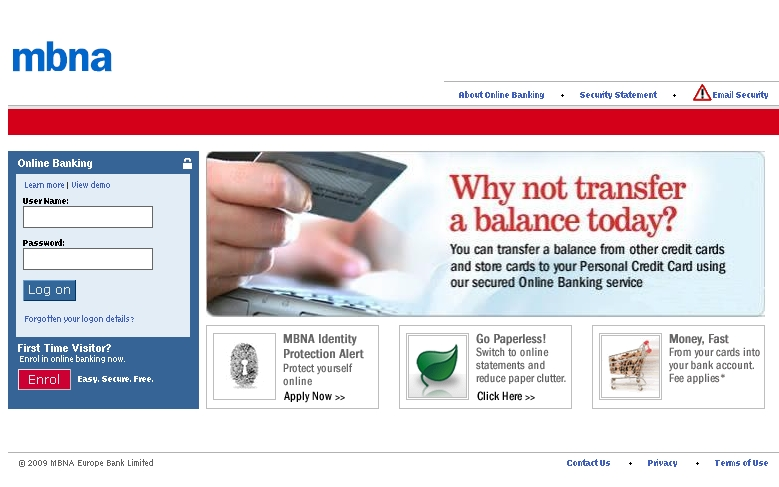 mbna
About Online Banking • Security Statement • Email Security
Online Banking
Learn more | View demo
User Name:
Password:
Log on
Forgotten your logon details?
First Time Visitor?
Enrol in online banking now.
Enrol Easy. Secure. Free.
Why not transfer
a balance today?
You can transfer a balance from other credit cards
and store cards to your Personal Credit Card using
our secured Online Banking service
MBNA Identity
Protection Alert
Protect yourself
online
Apply Now >>
Go Paperless!
Switch to online
statements and
reduce paper clutter.
Click Here >>
Money, Fast
From your cards into
your bank account.
Fee applies*
© 2009 MBNA Europe Bank Limited
Contact Us • Privacy • Terms of Use